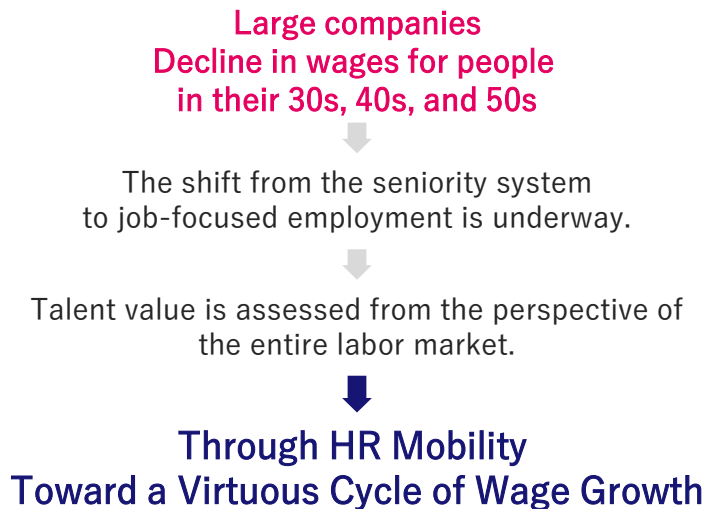 Large companies
Decline in wages for people
in their 30s, 40s, and 50s
The shift from the seniority system
to job-focused employment is underway.
Talent value is assessed from the perspective of
the entire labor market.
Through HR Mobility
Toward a Virtuous Cycle of Wage Growth